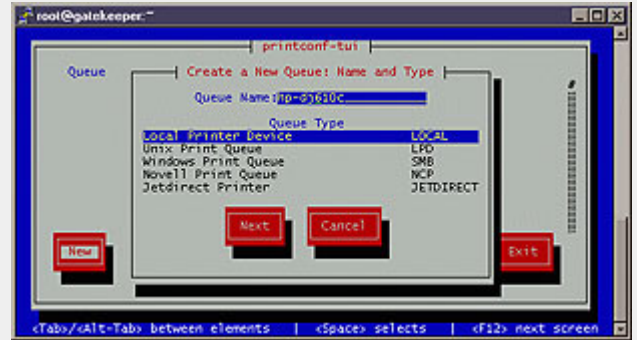 root@gatekeeper:~
printconf-tui
Queue
Create a New Queue: Name and Type
Queue Name: hp-dj610c
Queue Type
Local Printer Device LOCAL
Unix Print Queue LPD
Windows Print Queue SMB
Novell Print Queue NCP
Jetdirect Printer JETDIRECT
Next Cancel
New Exit
<Tab>/<Alt-Tab> between elements | <Space> selects | <F12> next screen